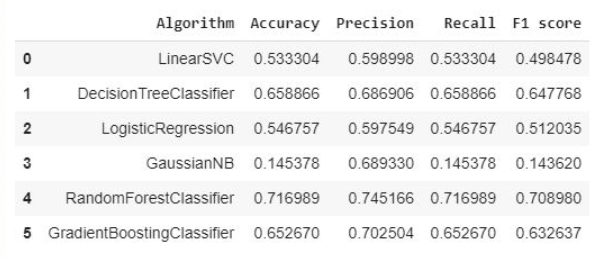 Algorithm Accuracy Precision Recall F1 score
0 LinearSVC 0.533304 0.598998 0.533304 0.498478
1 DecisionTreeClassifier 0.658866 0.686906 0.658866 0.647768
2 LogisticRegression 0.546757 0.597549 0.546757 0.512035
3 GaussianNB 0.145378 0.689330 0.145378 0.143620
4 RandomForestClassifier 0.716989 0.745166 0.716989 0.708980
5 GradientBoostingClassifier 0.652670 0.702504 0.652670 0.632637